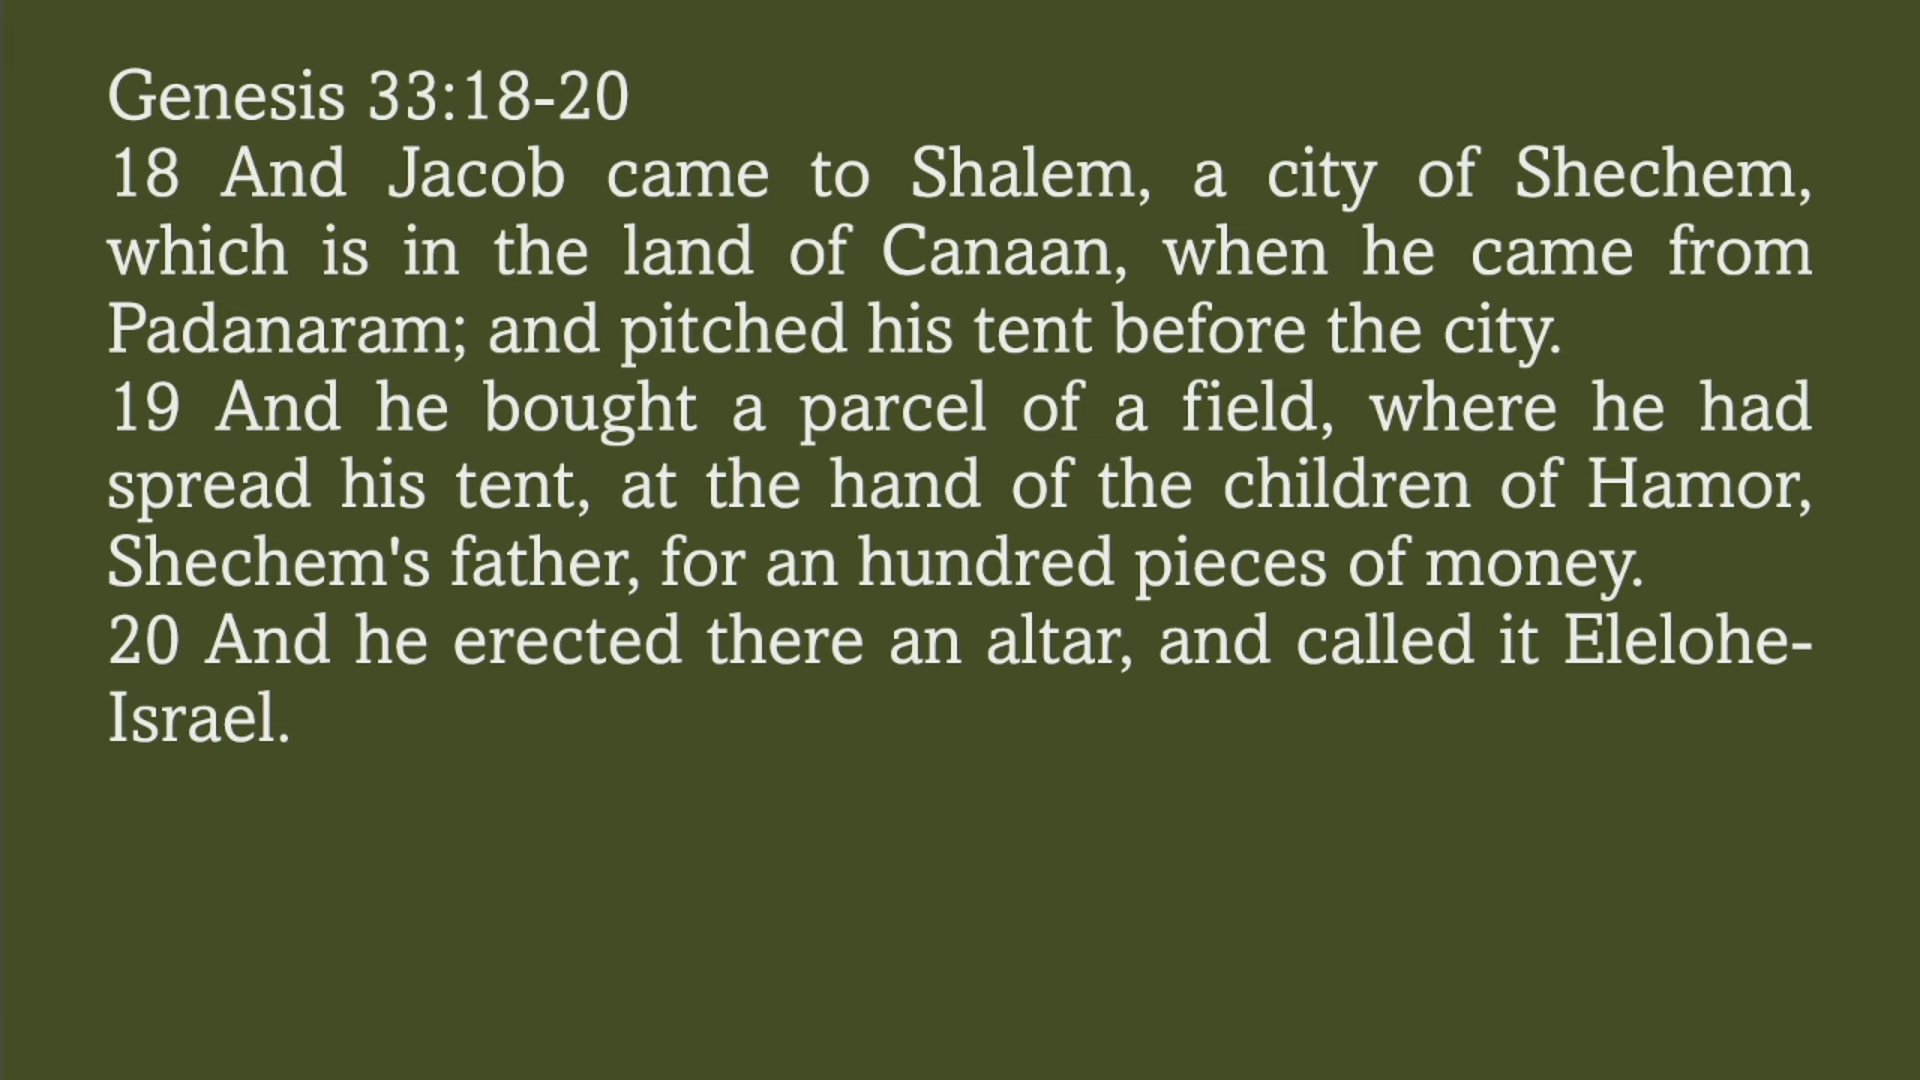 Genesis 33:18-20
18 And Jacob came to Shalem, a city of Shechem,
which is in the land of Canaan, when he came from
Padanaram; and pitched his tent before the city.
19 And he bought a parcel of a field, where he had
spread his tent, at the hand of the children of Hamor,
Shechem's father, for an hundred pieces of money.
20 And he erected there an altar, and called it Elelohe-
Israel.